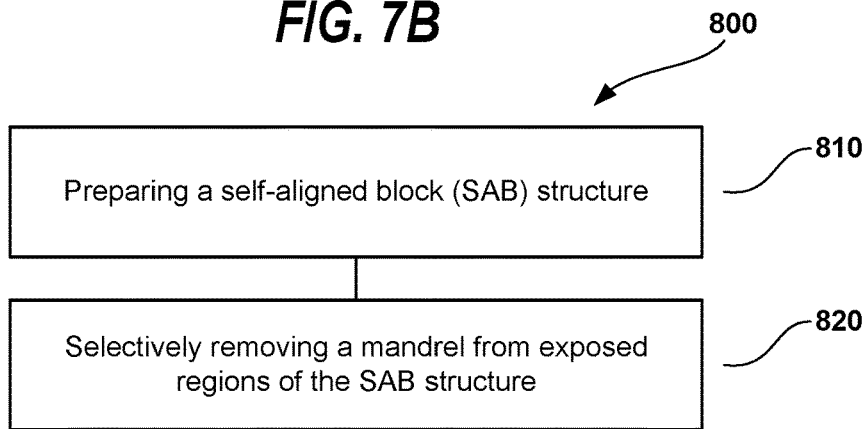 FIG. 7B
800
810
Preparing a self-aligned block (SAB) structure
820
Selectively removing a mandrel from exposed
regions of the SAB structure